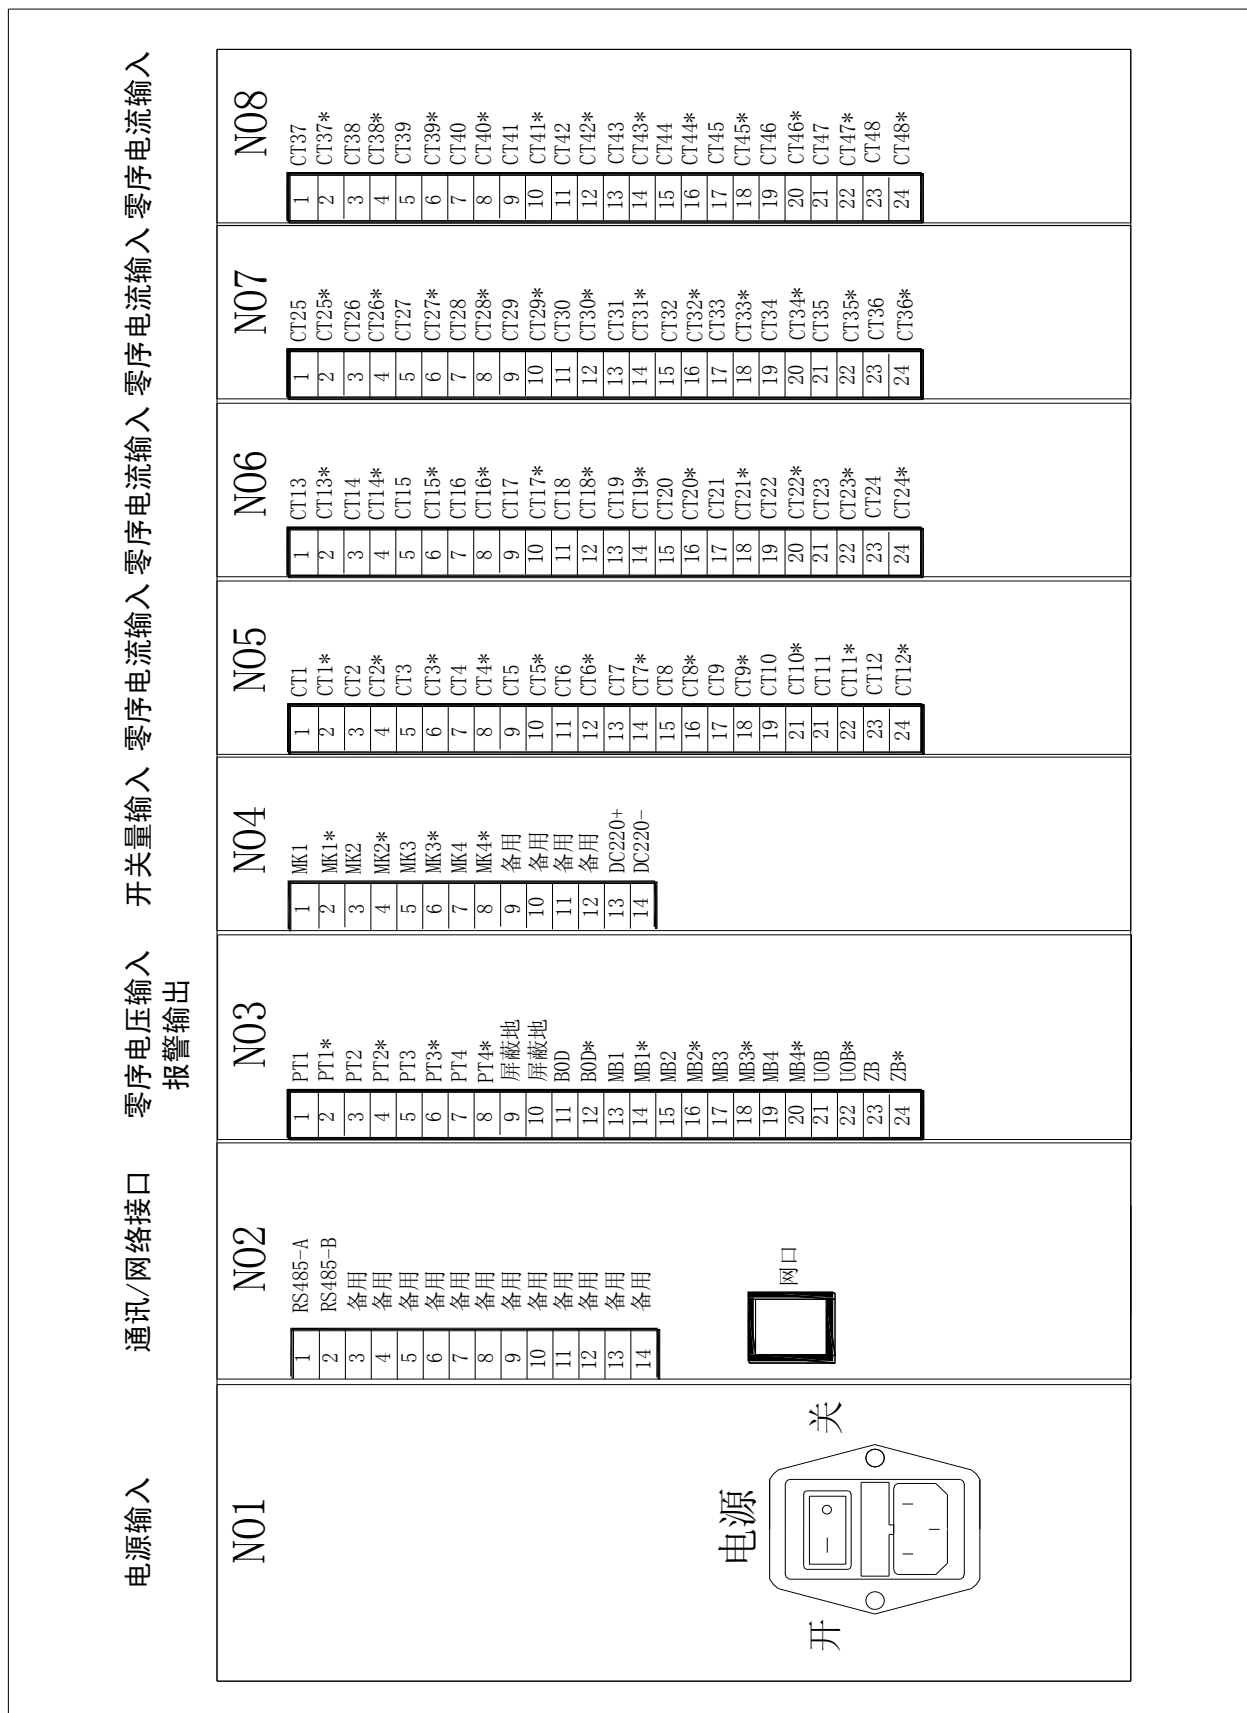 电源输入
N01
电源
开
关
通讯/网络接口
N02
1 RS485-A
2 RS485-B
3 备用
4 备用
5 备用
6 备用
7 备用
8 备用
9 备用
10 备用
11 备用
12 备用
13 备用
14 备用
网口
零序电压输入
报警输出
N03
1 PT1
2 PT1*
3 PT2
4 PT2*
5 PT3
6 PT3*
7 PT4
8 PT4*
9 屏蔽地
10 屏蔽地
11 BOD
12 BOD*
13 MB1
14 MB1*
15 MB2
16 MB2*
17 MB3
18 MB3*
19 MB4
20 MB4*
21 UOB
22 UOB*
23 ZB
24 ZB*
开关量输入
N04
1 MK1
2 MK1*
3 MK2
4 MK2*
5 MK3
6 MK3*
7 MK4
8 MK4*
9 备用
10 备用
11 备用
12 备用
13 DC220+
14 DC220-
零序电流输入
N05
1 CT1
2 CT1*
3 CT2
4 CT2*
5 CT3
6 CT3*
7 CT4
8 CT4*
9 CT5
10 CT5*
11 CT6
12 CT6*
13 CT7
14 CT7*
15 CT8
16 CT8*
17 CT9
18 CT9*
19 CT10
21 CT10*
21 CT11
22 CT11*
23 CT12
24 CT12*
零序电流输入
N06
1 CT13
2 CT13*
3 CT14
4 CT14*
5 CT15
6 CT15*
7 CT16
8 CT16*
9 CT17
10 CT17*
11 CT18
12 CT18*
13 CT19
14 CT19*
15 CT20
16 CT20*
17 CT21
18 CT21*
19 CT22
20 CT22*
21 CT23
22 CT23*
23 CT24
24 CT24*
零序电流输入
N07
1 CT25
2 CT25*
3 CT26
4 CT26*
5 CT27
6 CT27*
7 CT28
8 CT28*
9 CT29
10 CT29*
11 CT30
12 CT30*
13 CT31
14 CT31*
15 CT32
16 CT32*
17 CT33
18 CT33*
19 CT34
20 CT34*
21 CT35
22 CT35*
23 CT36
24 CT36*
零序电流输入
N08
1 CT37
2 CT37*
3 CT38
4 CT38*
5 CT39
6 CT39*
7 CT40
8 CT40*
9 CT41
10 CT41*
11 CT42
12 CT42*
13 CT43
14 CT43*
15 CT44
16 CT44*
17 CT45
18 CT45*
19 CT46
20 CT46*
21 CT47
22 CT47*
23 CT48
24 CT48*